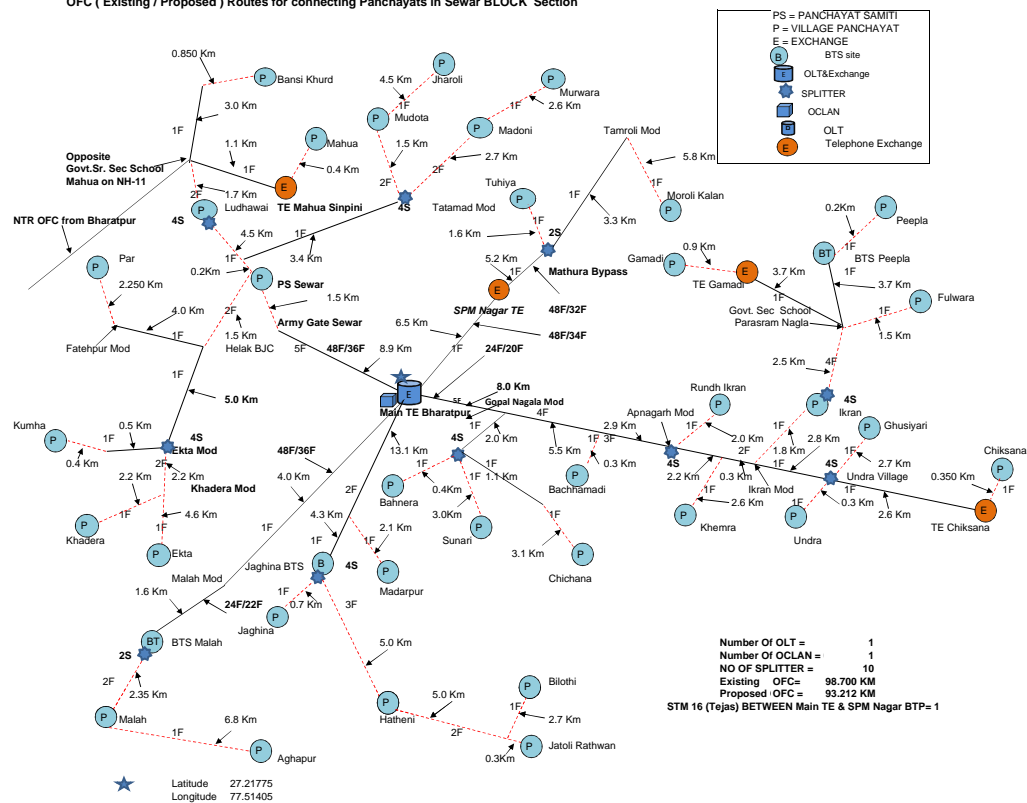 OFC ( Existing / Proposed ) Routes for connecting Panchayats in Sewar BLOCK Section
PS = PANCHAYAT SAMITI
P = VILLAGE PANCHAYAT
E = EXCHANGE
B BTS site
E OLT&Exchange
SPLITTER
OCLAN
OLT
E Telephone Exchange
0.850 Km
P Bansi Khurd
3.0 Km
1F
1.1 Km
1F
P Mahua
0.4 Km
E
TE Mahua Sinpini
Opposite
Govt.Sr. Sec School
Mahua on NH-11
NTR OFC from Bharatpur
2F
1.7 Km
P Ludhawai
4S
4.5 Km
1F
0.2Km
P
PS Sewar
1.5 Km
Army Gate Sewar
5F
48F/36F
8.9 Km
1F
3.4 Km
4.5 Km
P Jharoli
1F
P Mudota
1.5 Km
2F
4S
P Madoni
2.7 Km
2F
1F
2.6 Km
P Murwara
Par
P
2.250 Km
4.0 Km
1F
Fatehpur Mod
2F
1.5 Km
Helak BJC
1F
5.0 Km
Kumha
P
0.5 Km
1F
0.4 Km
4S
Ekta Mod
2F
2.2 Km
Khadera Mod
2.2 Km
1F
P
Khadera
4.6 Km
1F
P Ekta
Tamroli Mod
5.8 Km
1F
Moroli Kalan
P
1F
3.3 Km
Tuhiya
P
Tatamad Mod
1F
1.6 Km
2S
Mathura Bypass
5.2 Km
1F
E
48F/32F
SPM Nagar TE
48F/34F
6.5 Km
1F
24F/20F
Gamadi
P
0.9 Km
E
TE Gamadi
3.7 Km
1F
Govt. Sec School
Parasram Nagla
0.2Km
P
Peepla
1F
BT
BTS Peepla
1F
3.7 Km
Fulwara
P
1F
1.5 Km
2.5 Km
4F
4S
P Ikran
1F
1.8 Km
E
Main TE Bharatpur
8.0 Km
Gopal Nagala Mod
4F
4S
1F
2.0 Km
13.1 Km
1F
P
Bahnera
0.4Km
1F
3.0Km
P
Sunari
1F
1.1 Km
1F
3.1 Km
P
Chichana
5.5 Km
1F
3F
0.3 Km
P
Bachhamadi
2.9 Km
Apnagarh Mod
Rundh Ikran
P
1F
2.0 Km
4S
2.2 Km
1F
2.6 Km
P
Khemra
2F
0.3 Km
Ikran Mod
2.8 Km
1F
4S
Undra Village
Ghusiyari
P
1F
2.7 Km
1F
0.3 Km
P
Undra
2.6 Km
Chiksana
P
0.350 Km
1F
E
TE Chiksana
48F/36F
4.0 Km
1F
Malah Mod
1.6 Km
24F/22F
BT BTS Malah
2S
2F
2.35 Km
P
Malah
1F
6.8 Km
P
Aghapur
2F
4.3 Km
1F
2.1 Km
1F
P
Madarpur
Jaghina BTS
B 4S
1F
0.7 Km
P
Jaghina
3F
5.0 Km
P
Hatheni
5.0 Km
2F
Bilothi
P
1F
2.7 Km
0.3Km
P
Jatoli Rathwan
Number Of OLT = 1
Number Of OCLAN = 1
NO OF SPLITTER = 10
Existing OFC= 98.700 KM
Proposed OFC = 93.212 KM
STM 16 (Tejas) BETWEEN Main TE & SPM Nagar BTP= 1
Latitude 27.21775
Longitude 77.51405